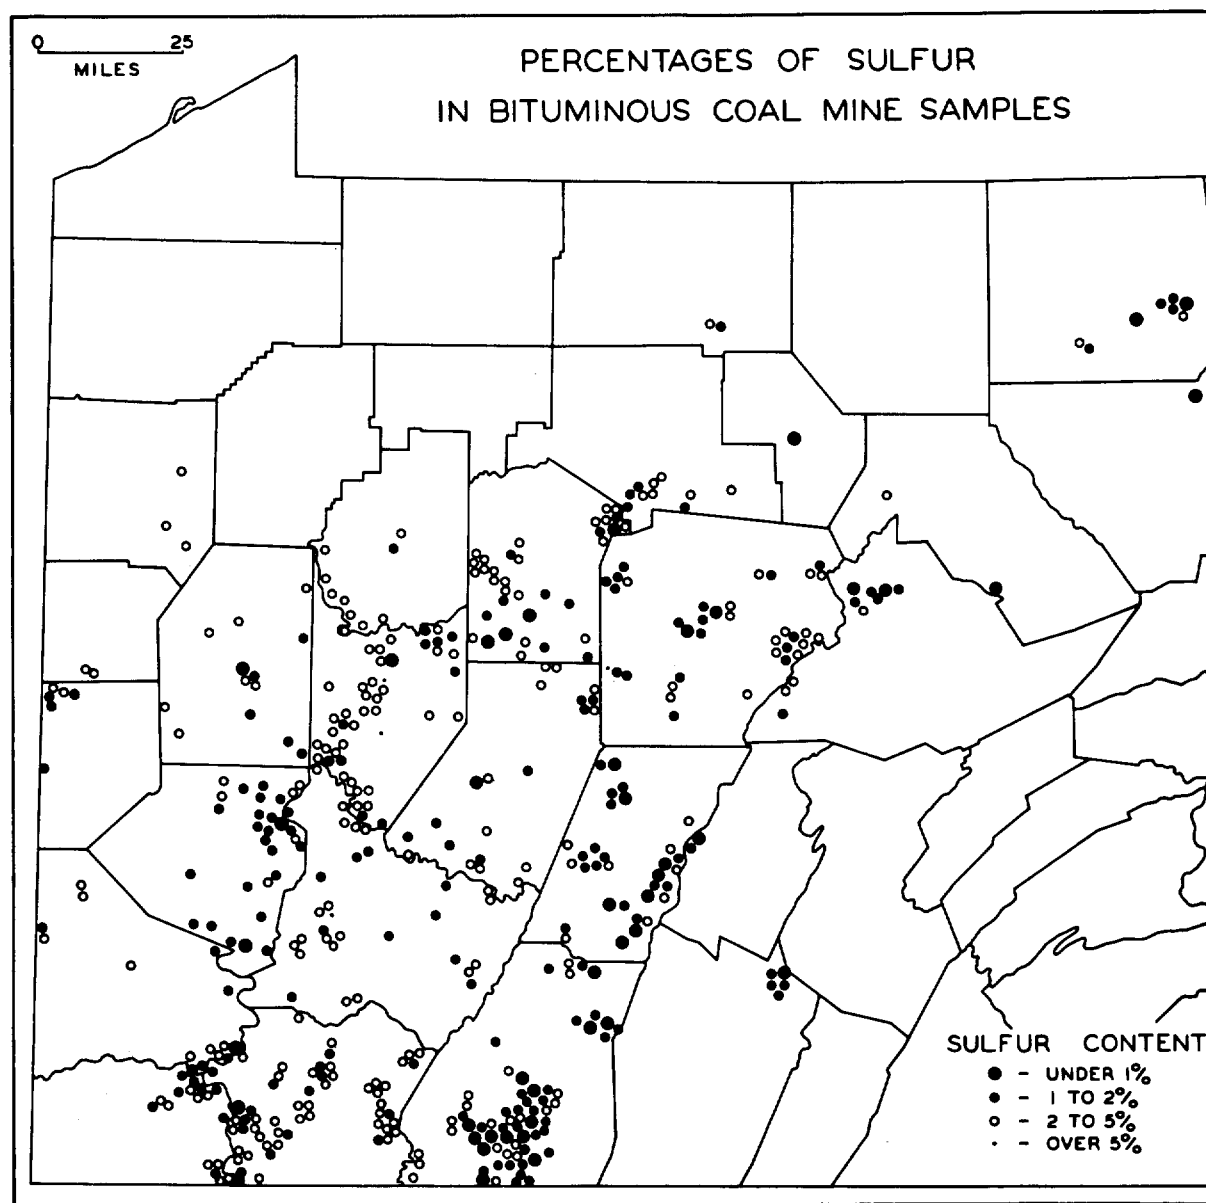 0 25
MILES
PERCENTAGES OF SULFUR
IN BITUMINOUS COAL MINE SAMPLES
SULFUR CONTENT
- UNDER 1%
- 1 TO 2%
- 2 TO 5%
- OVER 5%